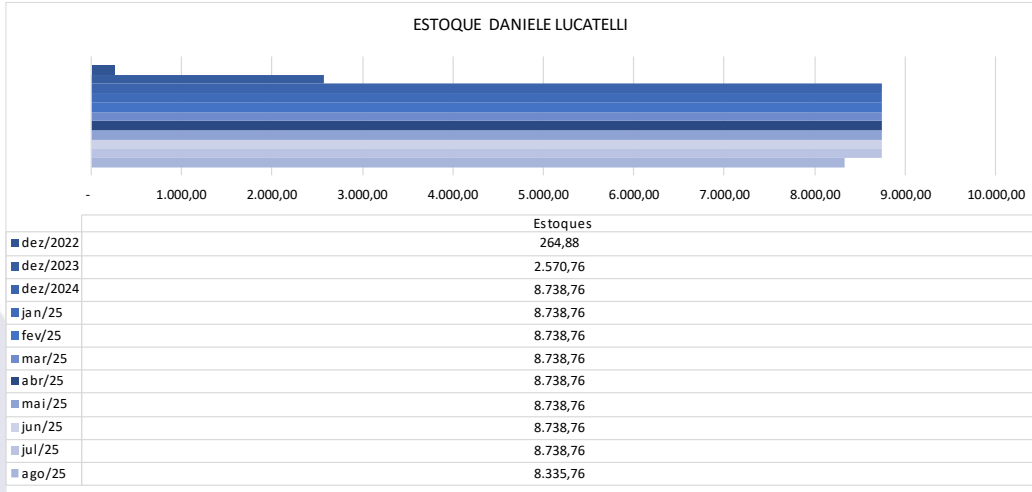 ESTOQUE DANIELE LUCATELLI
- 1.000,00 2.000,00 3.000,00 4.000,00 5.000,00 6.000,00 7.000,00 8.000,00 9.000,00 10.000,00
Estoques
dez/2022 264,88
dez/2023 2.570,76
dez/2024 8.738,76
jan/25 8.738,76
fev/25 8.738,76
mar/25 8.738,76
abr/25 8.738,76
mai/25 8.738,76
jun/25 8.738,76
jul/25 8.738,76
ago/25 8.335,76